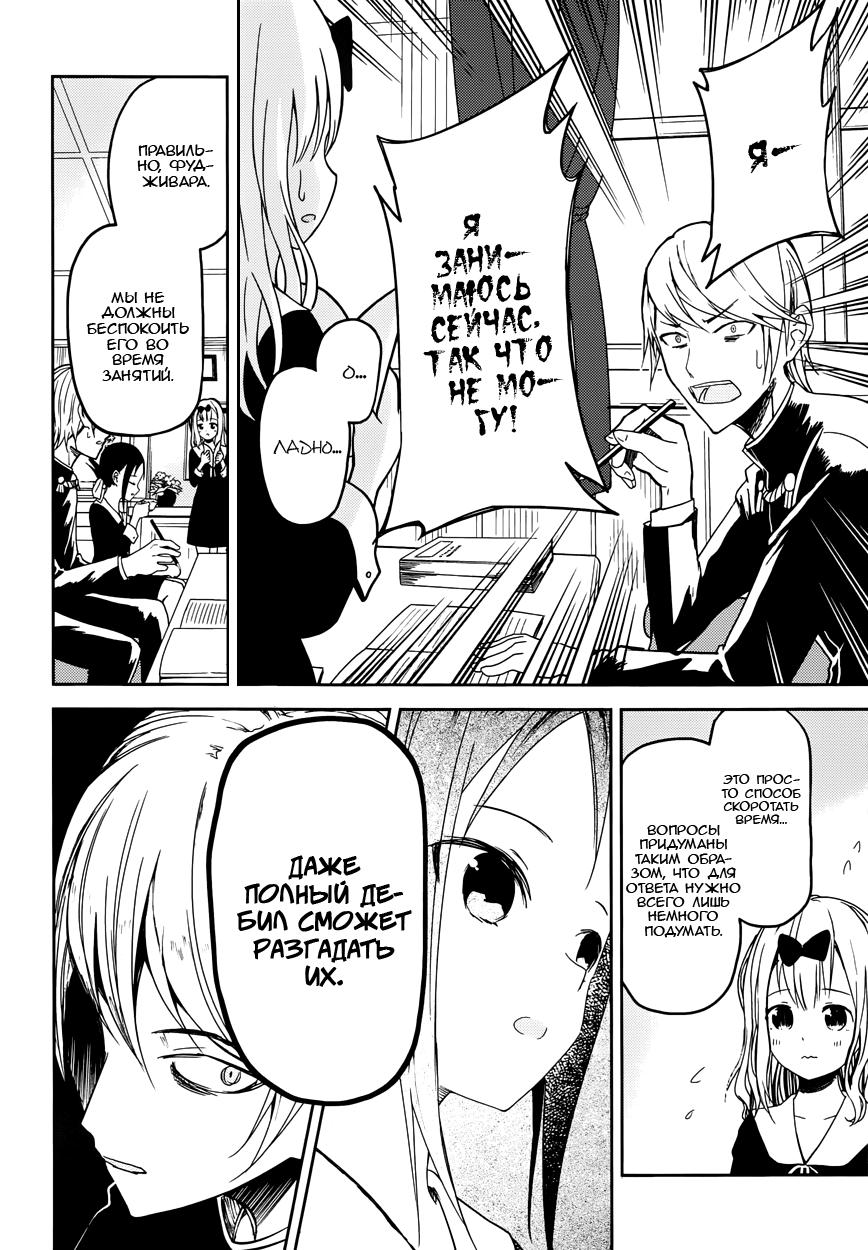 Я-
Я
ЗАНИ-
МАЮСЬ
СЕЙЧАС,
ТАК ЧТО
НЕ МО-
ГУ!
О...
ЛАДНО...
ПРАВИЛЬ-
НО, ФУД-
ЖИВАРА.
МЫ НЕ
ДОЛЖНЫ
БЕСПОКОИТЬ
ЕГО ВО
ВРЕМЯ
ЗАНЯТИЙ.
ЭТО ПРОС-
ТО СПОСОБ
СКОРОТАТЬ
ВРЕМЯ...
ВОПРОСЫ
ПРИДУМАНЫ
ТАКИМ ОБРА-
ЗОМ, ЧТО ДЛЯ
ОТВЕТА НУЖНО
ВСЕГО ЛИШЬ
НЕМНОГО
ПОДУМАТЬ.
ДАЖЕ
ПОЛНЫЙ ДЕ-
БИЛ СМОЖЕТ
РАЗГАДАТЬ
ИХ.